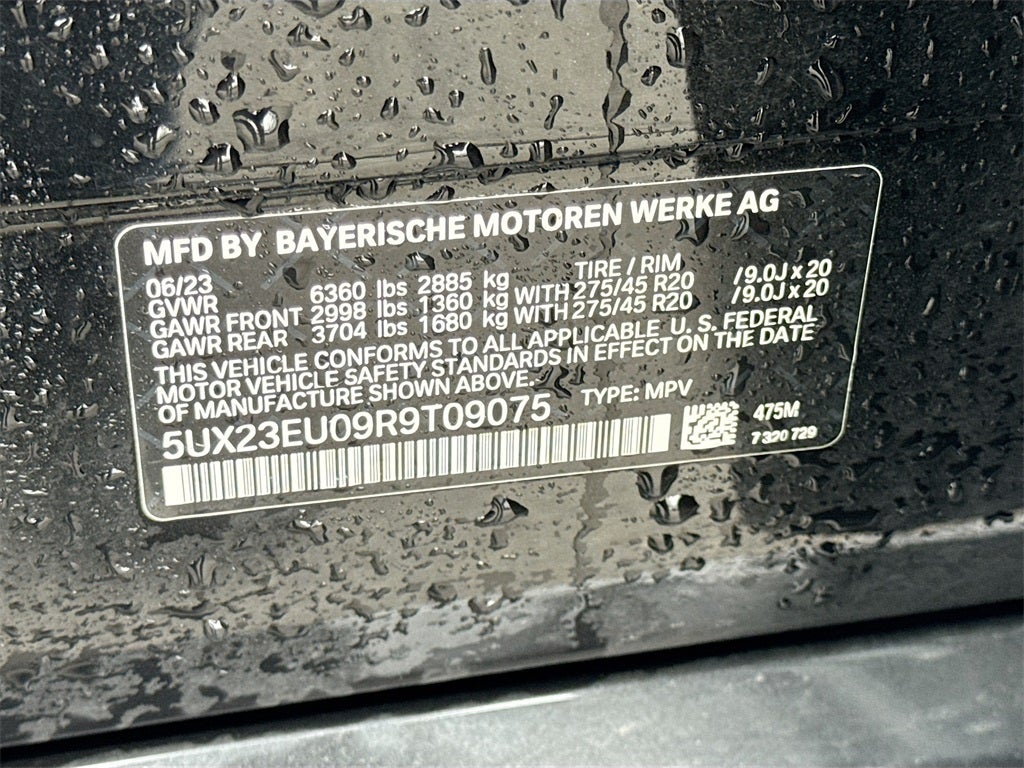 MFD BY BAYERISCHE MOTOREN WERKE AG
06/23 TIRE / RIM
GVWR 6360 lbs 2885 kg
GAWR FRONT 2998 lbs 1360 kg WITH 275/45 R20 /9.0J x 20
GAWR REAR 3704 lbs 1680 kg WITH 275/45 R20 /9.0J x 20
THIS VEHICLE CONFORMS TO ALL APPLICABLE U. S. FEDERAL
MOTOR VEHICLE SAFETY STANDARDS IN EFFECT ON THE DATE
OF MANUFACTURE SHOWN ABOVE.
5UX23EU09R9T09075 TYPE: MPV
475M
7 320 729